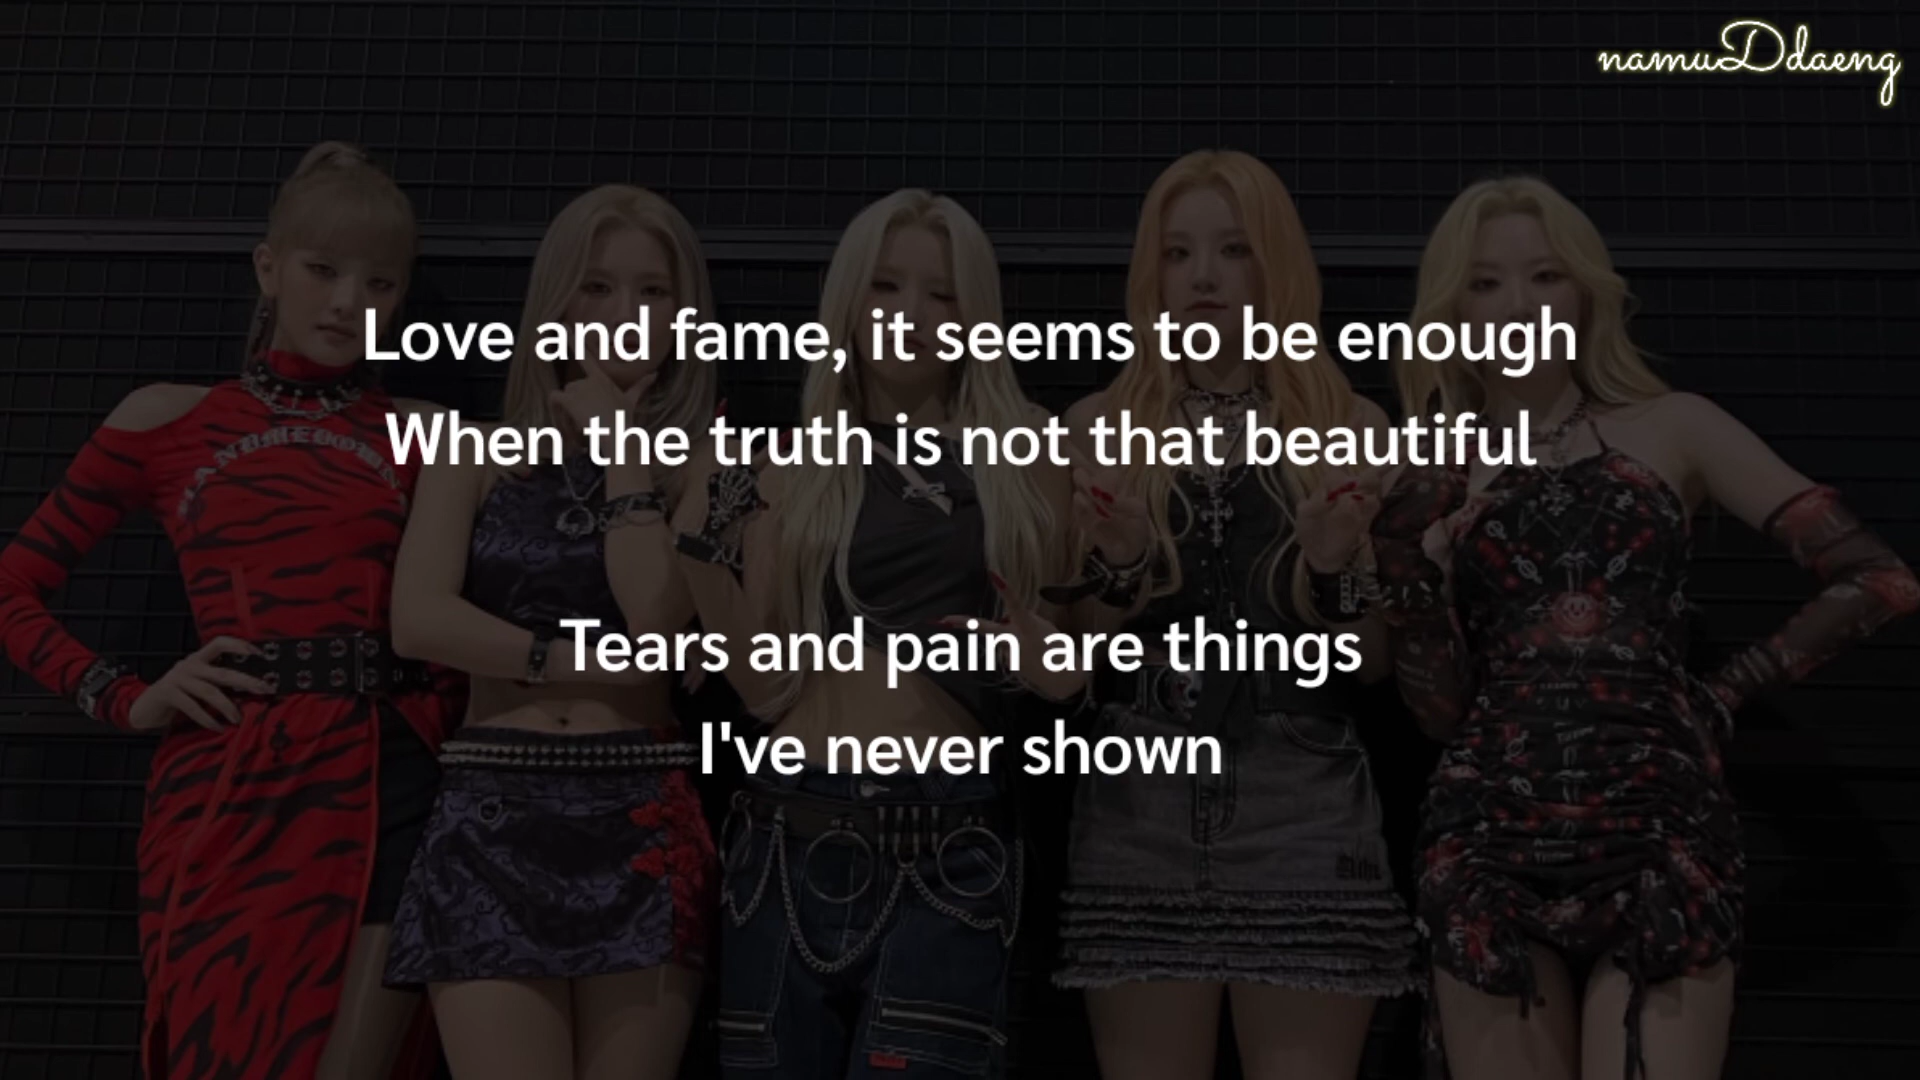 namuDdaeng
Love and fame, it seems to be enough
When the truth is not that beautiful
Tears and pain are things
I've never shown